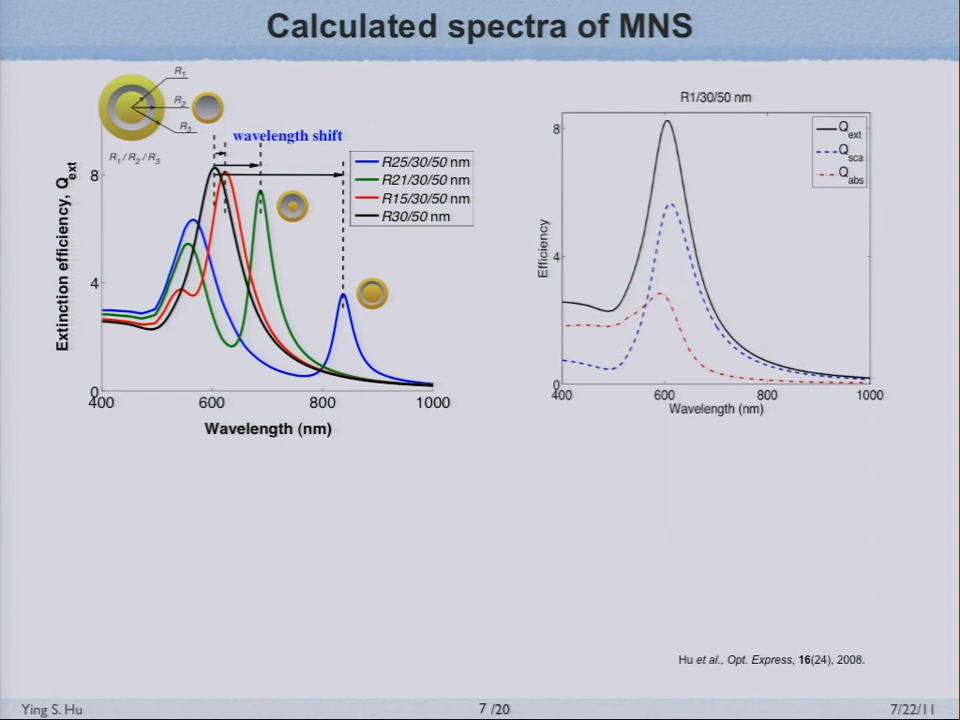 Calculated spectra of MNS
R1
R2
R3
R1 / R2 / R3
wavelength shift
R25/30/50 nm
R21/30/50 nm
R15/30/50 nm
R30/50 nm
Extinction efficiency, Qext
8
4
0
400 600 800 1000
Wavelength (nm)
R1/30/50 nm
Qext
Qsca
Qabs
Efficiency
8
4
0
400 600 800 1000
Wavelength (nm)
Hu et al., Opt. Express, 16(24), 2008.
Ying S. Hu
7 /20
7/22/11